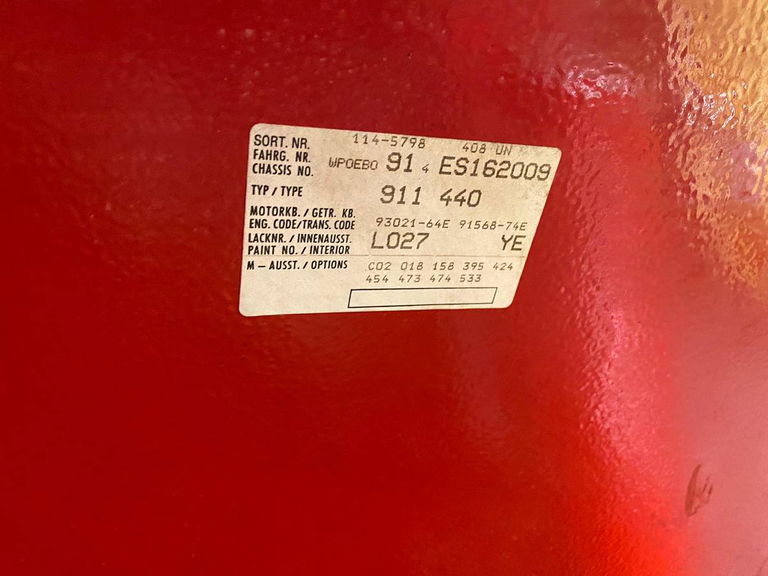 SORT. NR. 114-5798 408 UN
FAHRG. NR.
CHASSIS NO. WPOEBO 91 4 ES162009
TYP / TYPE 911 440
MOTORKB. / GETR. KB.
ENG. CODE/TRANS. CODE 93021-64E 91568-74E
LACKNR. / INNENAUSST. L027 YE
PAINT NO. / INTERIOR
M – AUSST. / OPTIONS C02 018 158 395 424
454 473 474 533